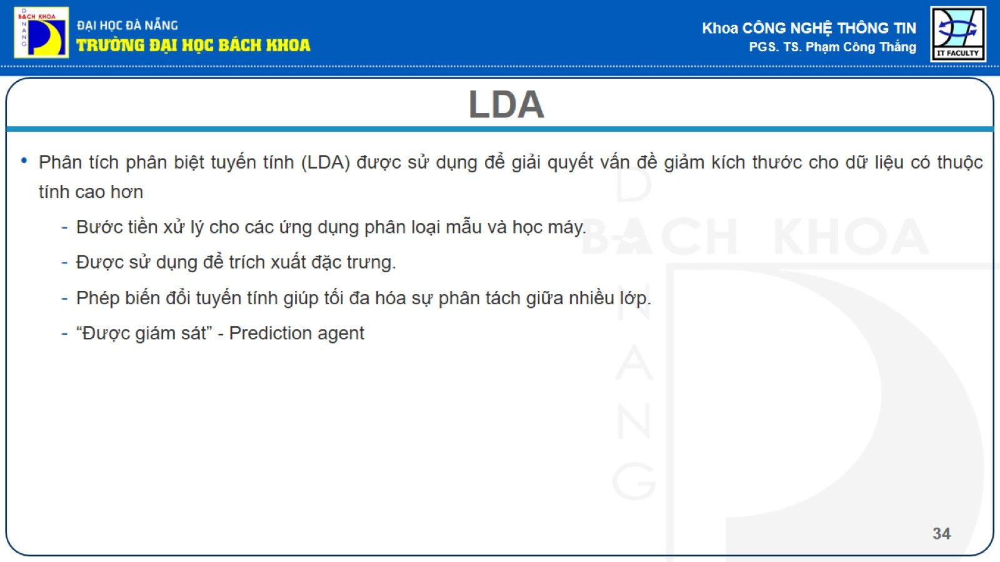 ĐẠI HỌC ĐÀ NẴNG
TRƯỜNG ĐẠI HỌC BÁCH KHOA
BÁCH KHOA
DANANG
Khoa CÔNG NGHỆ THÔNG TIN
PGS. TS. Phạm Công Thắng
IT FACULTY
LDA
• Phân tích phân biệt tuyến tính (LDA) được sử dụng để giải quyết vấn đề giảm kích thước cho dữ liệu có thuộc
tính cao hơn
- Bước tiền xử lý cho các ứng dụng phân loại mẫu và học máy.
- Được sử dụng để trích xuất đặc trưng.
- Phép biến đổi tuyến tính giúp tối đa hóa sự phân tách giữa nhiều lớp.
- “Được giám sát” - Prediction agent
BACH KHOA
DANANG
34